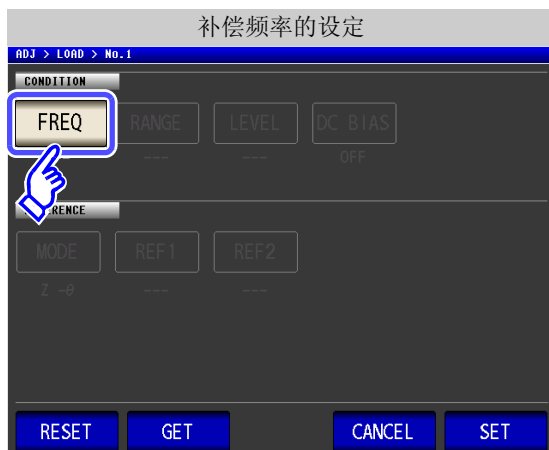 补偿频率的设定
ADJ > LOAD > No.1
CONDITION
FREQ RANGE LEVEL DC BIAS
--- --- OFF
RENCE
MODE REF1 REF2
Z -θ --- ---
RESET GET CANCEL SET